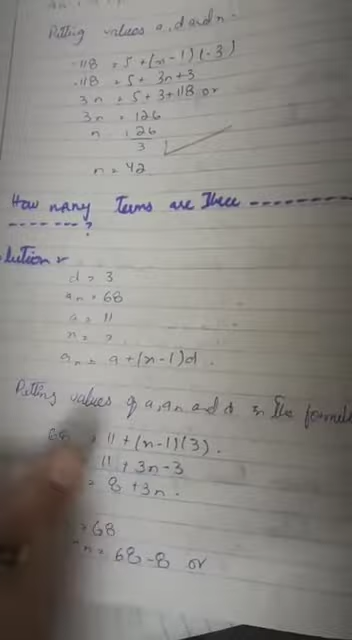 Putting values a, d and n.
-118 = 5 + (n-1)(-3)
-118 = 5 + 3n+3
3n = 5+3+118 or
3n = 126
n = 126
3
n = 42
How many Terms are There ----------
-------?
lution
d = 3
an = 68
a = 11
n = ?
an = a + (n-1)d.
Putting values of a, an and d in The formula
68 = 11 + (n-1)(3).
11 + 3n-3
= 8 + 3n.
= 68
n = 68-8 or